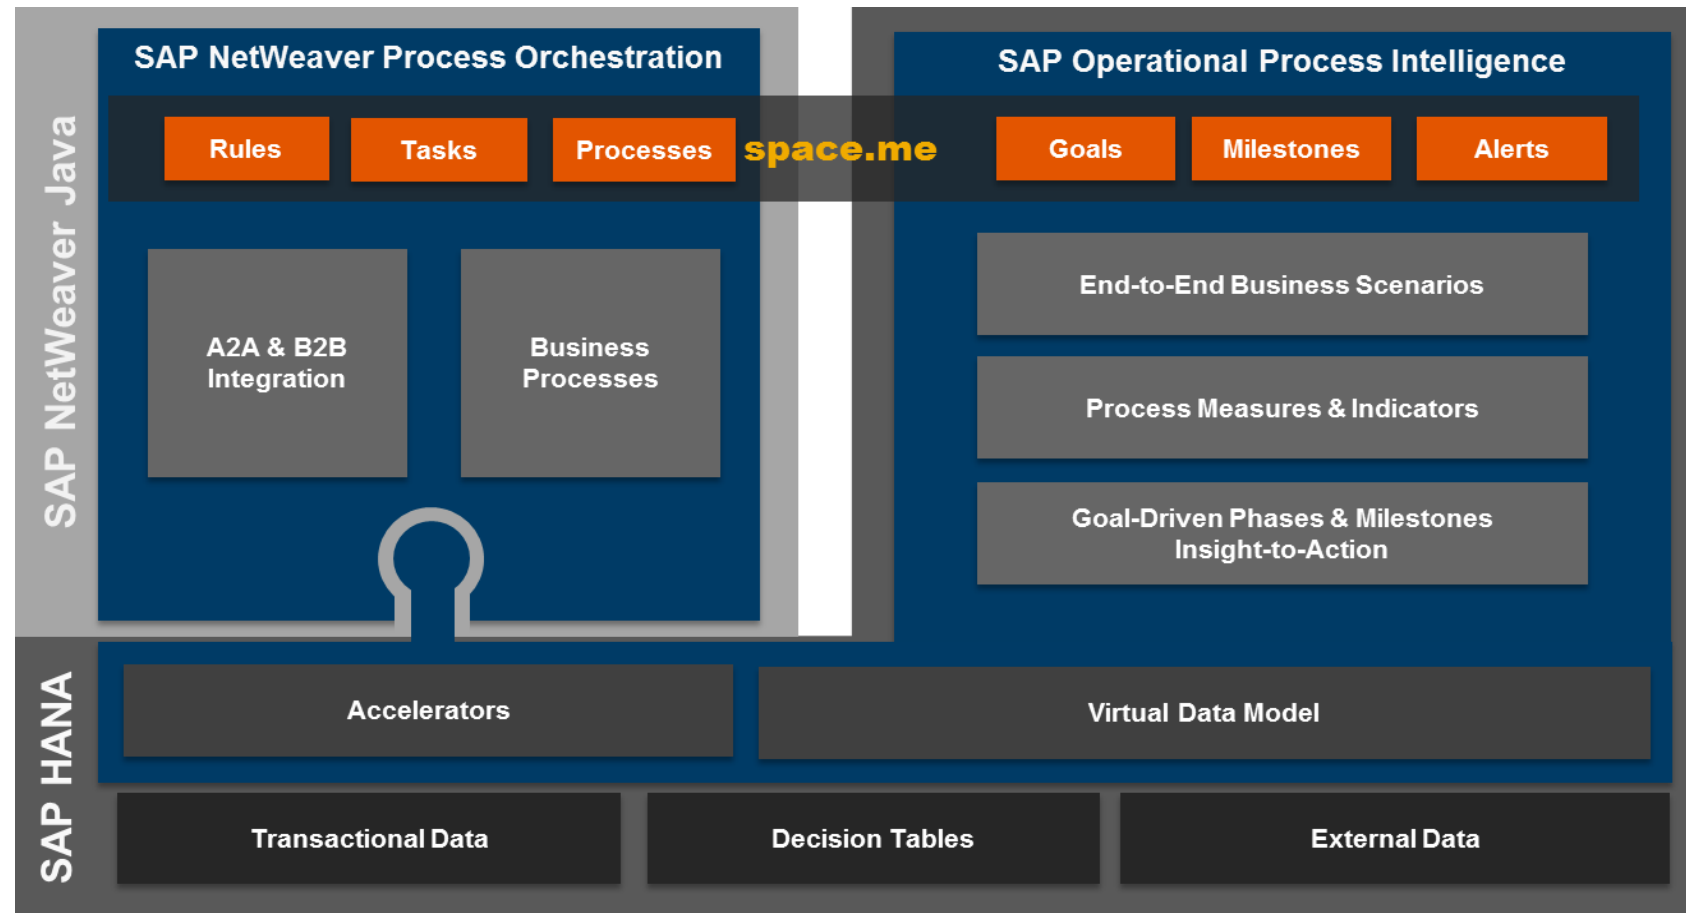 SAP NetWeaver Java
SAP NetWeaver Process Orchestration
SAP Operational Process Intelligence
Rules
Tasks
Processes
space.me
Goals
Milestones
Alerts
A2A & B2B
Integration
Business
Processes
End-to-End Business Scenarios
Process Measures & Indicators
Goal-Driven Phases & Milestones
Insight-to-Action
SAP HANA
Accelerators
Virtual Data Model
Transactional Data
Decision Tables
External Data